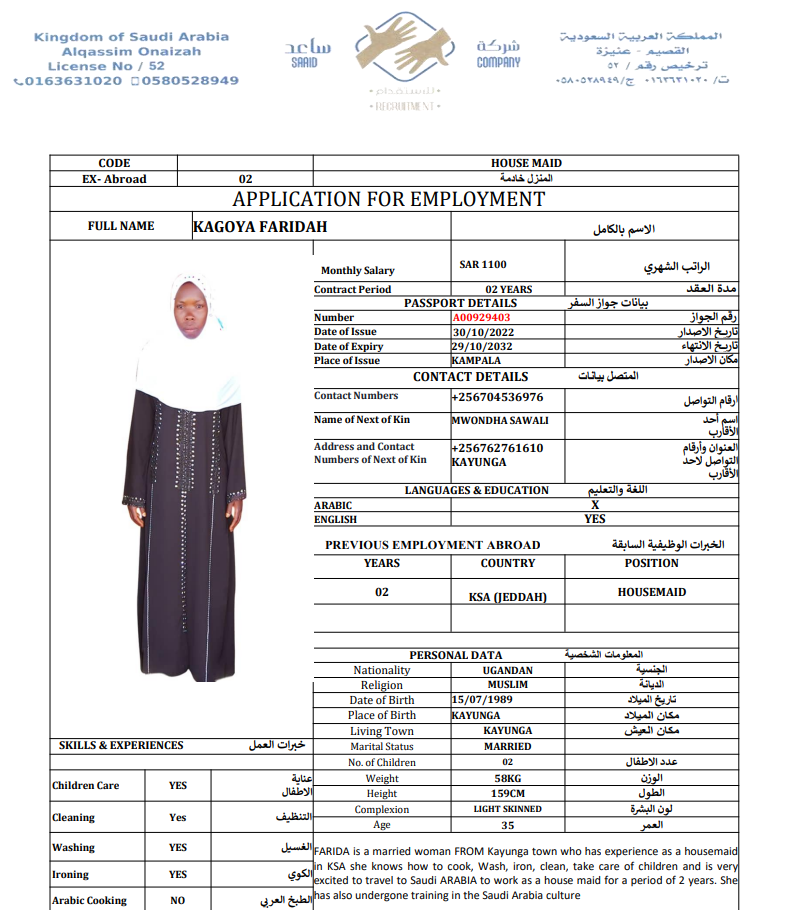 Kingdom of Saudi Arabia
Alqassim Onaizah
License No / 52
0163631020 0580528949
ساعد
SAAID
شركة
COMPANY
للاستقدام
• RECRUITMENT •
المملكة العربية السعودية
القصيم - عنيزة
ترخيص رقم / ٥٢
ت/ ٠١٦٣٦٣١٠٢٠ ج/ ٠٥٨٠٥٢٨٩٤٩
CODE HOUSE MAID
EX- Abroad 02 المنزل خادمة
APPLICATION FOR EMPLOYMENT
FULL NAME KAGOYA FARIDAH الاسم بالكامل
Monthly Salary SAR 1100 الراتب الشهري
Contract Period 02 YEARS مدة العقد
PASSPORT DETAILS بيانات جواز السفر
Number A00929403 رقم الجواز
Date of Issue 30/10/2022 تاريخ الاصدار
Date of Expiry 29/10/2032 تاريخ الانتهاء
Place of Issue KAMPALA مكان الاصدار
CONTACT DETAILS المتصل بيانات
Contact Numbers +256704536976 ارقام التواصل
Name of Next of Kin MWONDHA SAWALI اسم أحد
الأقارب
Address and Contact +256762761610 العنوان وأرقام
Numbers of Next of Kin KAYUNGA التواصل لاحد
الأقارب
LANGUAGES & EDUCATION اللغة والتعليم
ARABIC X
ENGLISH YES
PREVIOUS EMPLOYMENT ABROAD الخبرات الوظيفية السابقة
YEARS COUNTRY POSITION
02 KSA (JEDDAH) HOUSEMAID
PERSONAL DATA المعلومات الشخصية
Nationality UGANDAN الجنسية
Religion MUSLIM الديانة
Date of Birth 15/07/1989 تاريخ الميلاد
Place of Birth KAYUNGA مكان الميلاد
Living Town KAYUNGA مكان العيش
Marital Status MARRIED
No. of Children 02 عدد الاطفال
Weight 58KG الوزن
Height 159CM الطول
Complexion LIGHT SKINNED لون البشرة
Age 35 العمر
SKILLS & EXPERIENCES خبرات العمل
Children Care YES عناية
الاطفال
Cleaning Yes التنظيف
Washing YES الغسيل
Ironing YES الكوي
Arabic Cooking NO الطبخ العربي
FARIDA is a married woman FROM Kayunga town who has experience as a housemaid
in KSA she knows how to cook, Wash, iron, clean, take care of children and is very
excited to travel to Saudi ARABIA to work as a house maid for a period of 2 years. She
has also undergone training in the Saudi Arabia culture